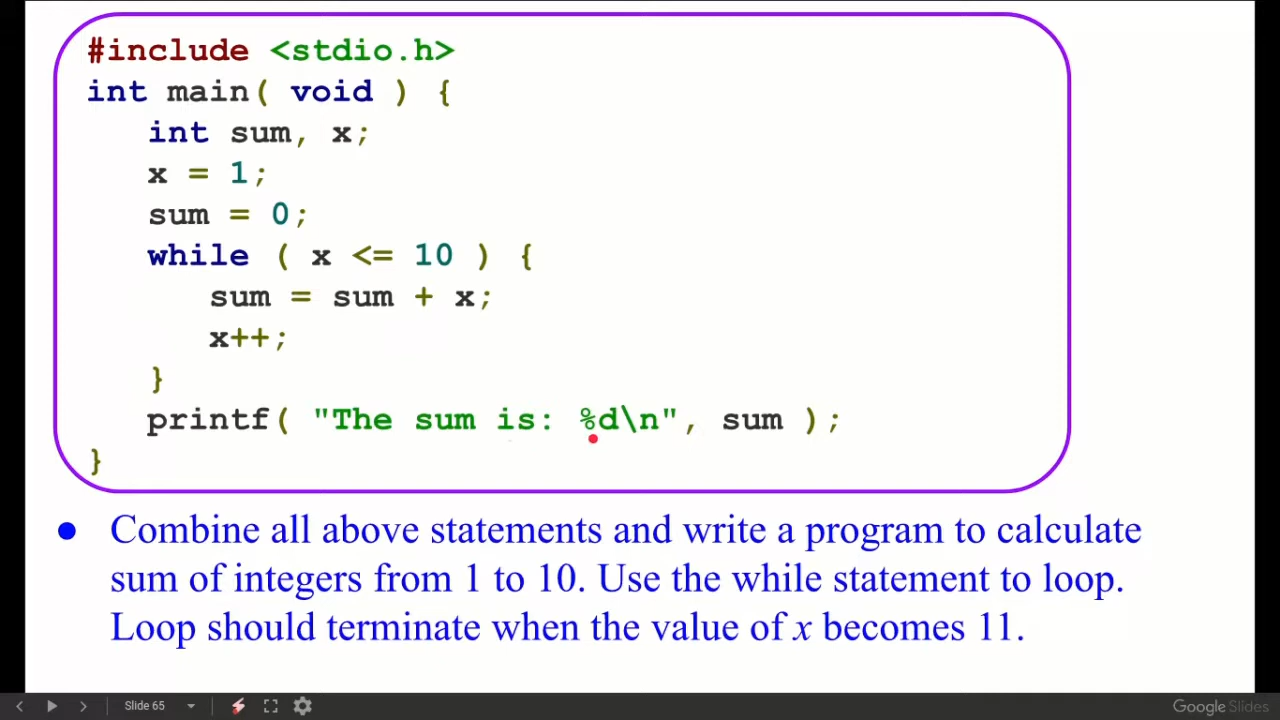 #include <stdio.h>
int main( void ) {
int sum, x;
x = 1;
sum = 0;
while ( x <= 10 ) {
sum = sum + x;
x++;
}
printf( "The sum is: %d\n", sum );
}
● Combine all above statements and write a program to calculate
sum of integers from 1 to 10. Use the while statement to loop.
Loop should terminate when the value of x becomes 11.
Slide 65
Google Slides